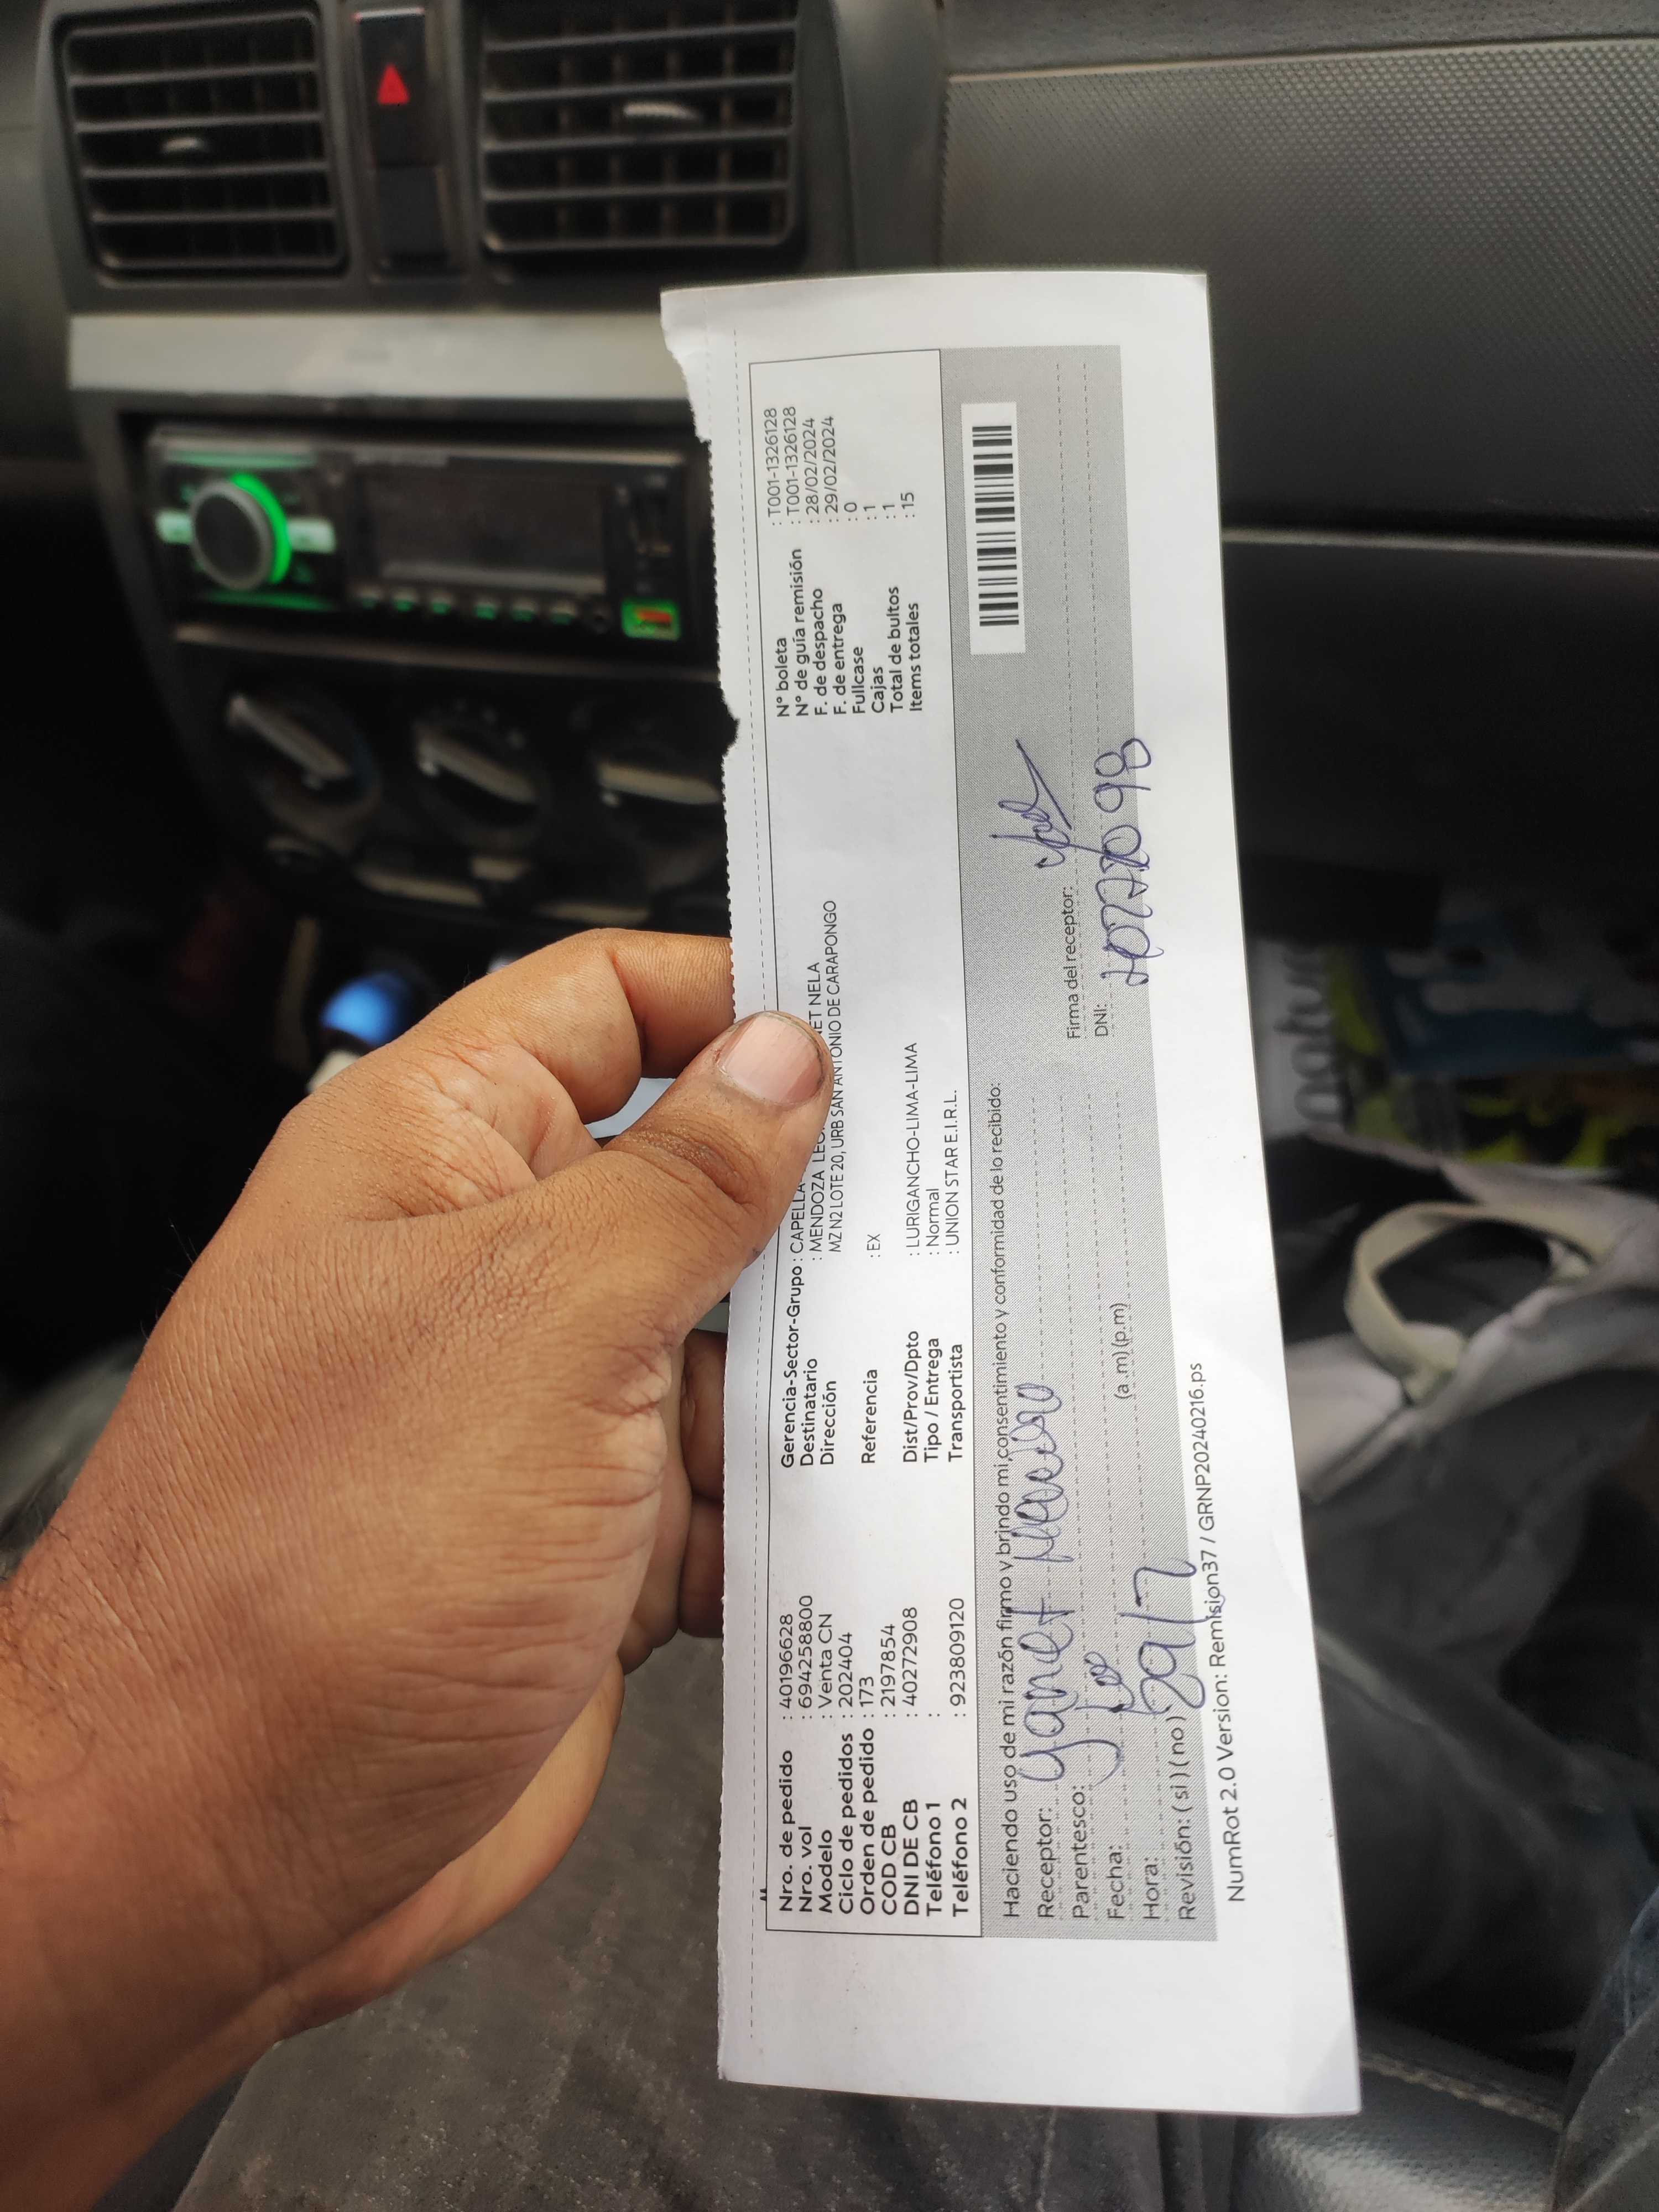 Nro. de pedido : 40196628
Nro. vol : 694258800
Modelo : Venta CN
Ciclo de pedidos : 202404
Orden de pedido : 173
COD CB : 2197854
DNI DE CB : 40272908
Teléfono 1 :
Teléfono 2 : 923809120
Gerencia-Sector-Grupo : CAPELLA
Destinatario : MENDOZA NELA
Dirección MZ N2 LOTE 20, URB SAN ANTONIO DE CARAPONGO
Referencia : EX
Dist/Prov/Dpto : LURIGANCHO-LIMA-LIMA
Tipo / Entrega : Normal
Transportista : UNION STAR E.I.R.L.
N° boleta : T001-1326128
N° de guía remisión : T001-1326128
F. de despacho : 28/02/2024
F. de entrega : 29/02/2024
Fullcase : 0
Cajas : 1
Total de bultos : 1
Items totales : 15
Haciendo uso de mi razón firmo y brindo mi consentimiento y conformidad de lo recibido:
Receptor: Yanet
Parentesco:
Fecha: 29/2
Hora: (a.m)(p.m)
Revisión: ( si ) ( no )
Firma del receptor:
DNI:
NumRot 2.0 Version: Remision37 / GRNP20240216.ps